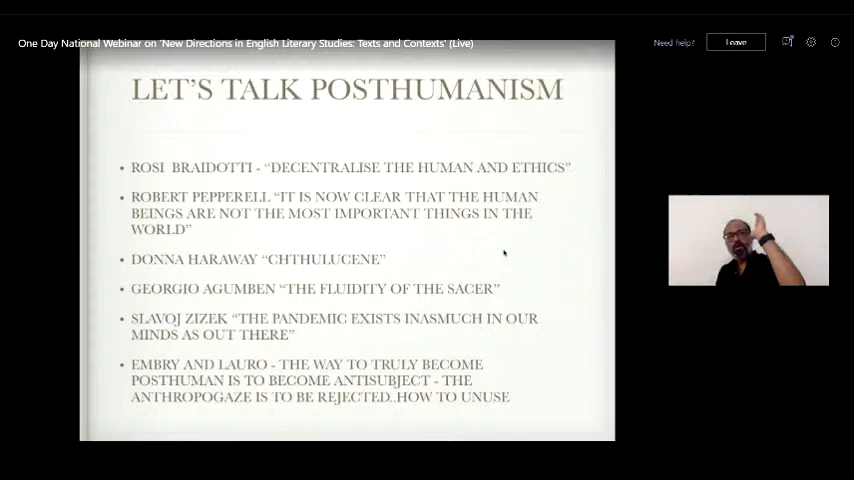 One Day National Webinar on 'New Directions in English Literary Studies: Texts and Contexts' (Live)
Need help?
Leave
LET'S TALK POSTHUMANISM
• ROSI BRAIDOTTI - "DECENTRALISE THE HUMAN AND ETHICS"
• ROBERT PEPPERELL "IT IS NOW CLEAR THAT THE HUMAN
BEINGS ARE NOT THE MOST IMPORTANT THINGS IN THE
WORLD"
• DONNA HARAWAY "CHTHULUCENE"
• GEORGIO AGUMBEN "THE FLUIDITY OF THE SACER"
• SLAVOJ ZIZEK "THE PANDEMIC EXISTS INASMUCH IN OUR
MINDS AS OUT THERE"
• EMBRY AND LAURO - THE WAY TO TRULY BECOME
POSTHUMAN IS TO BECOME ANTISUBJECT - THE
ANTHROPOGAZE IS TO BE REJECTED..HOW TO UNUSE